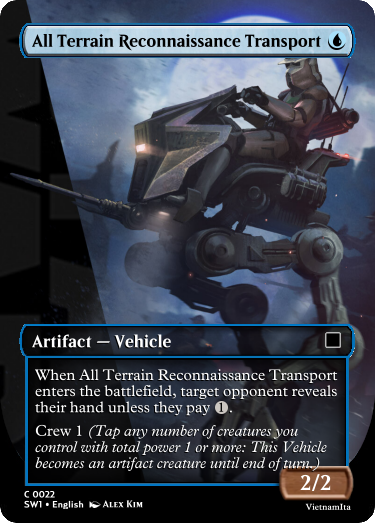 All Terrain Reconnaissance Transport
Artifact — Vehicle
When All Terrain Reconnaissance Transport
enters the battlefield, target opponent reveals
their hand unless they pay 1.
Crew 1 (Tap any number of creatures you
control with total power 1 or more: This Vehicle
becomes an artifact creature until end of turn.)
2/2
C 0022
SW1 • English Alex Kim
VietnamIta